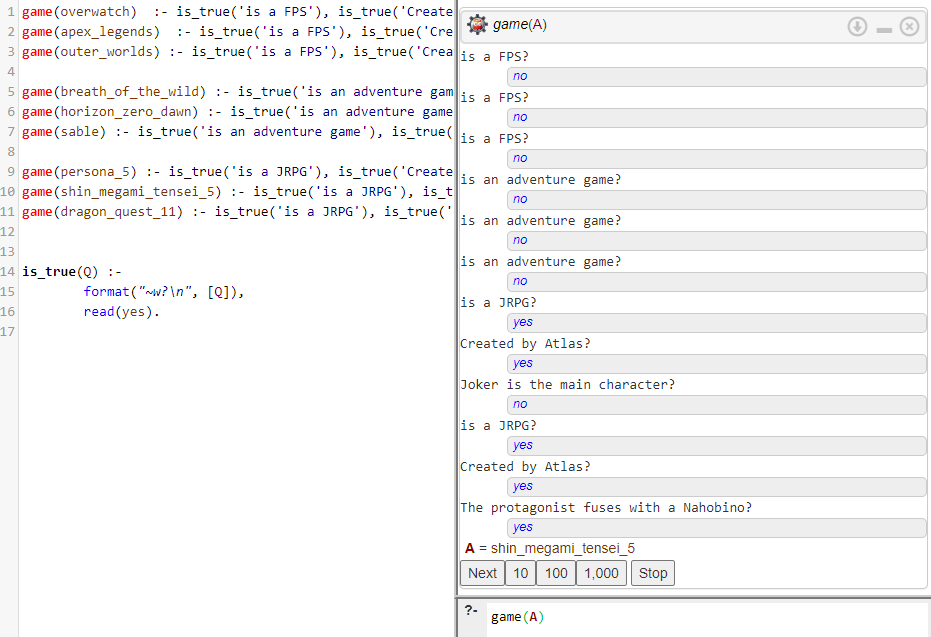 1 game(overwatch)  :- is_true('is a FPS'), is_true('Create
2 game(apex_legends)  :- is_true('is a FPS'), is_true('Cre
3 game(outer_worlds) :- is_true('is a FPS'), is_true('Crea
4
5 game(breath_of_the_wild) :- is_true('is an adventure gam
6 game(horizon_zero_dawn) :- is_true('is an adventure game
7 game(sable) :- is_true('is an adventure game'), is_true(
8
9 game(persona_5) :- is_true('is a JRPG'), is_true('Create
10 game(shin_megami_tensei_5) :- is_true('is a JRPG'), is_t
11 game(dragon_quest_11) :- is_true('is a JRPG'), is_true('
12
13
14 is_true(Q) :-
15         format("~w?\n", [Q]),
16         read(yes).
17
game(A)
is a FPS?
no
is a FPS?
no
is a FPS?
no
is an adventure game?
no
is an adventure game?
no
is an adventure game?
no
is a JRPG?
yes
Created by Atlas?
yes
Joker is the main character?
no
is a JRPG?
yes
Created by Atlas?
yes
The protagonist fuses with a Nahobino?
yes
A = shin_megami_tensei_5
Next 10 100 1,000 Stop
?- game(A)